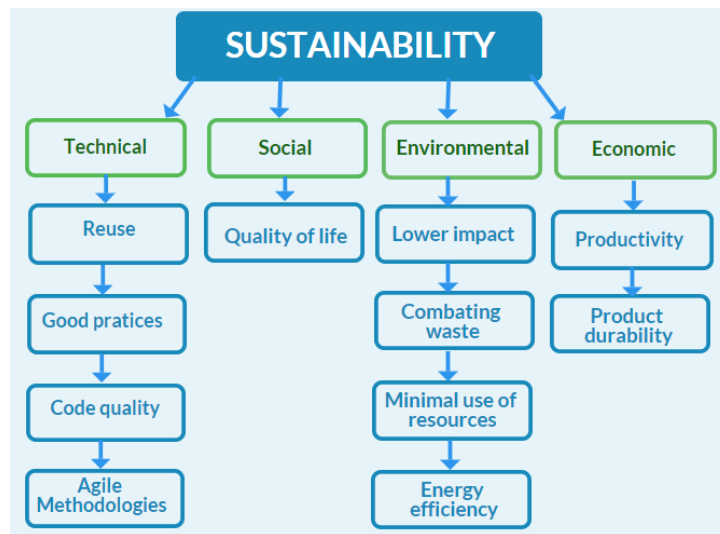 SUSTAINABILITY
Technical
Social
Environmental
Economic
Reuse
Quality of life
Lower impact
Productivity
Good pratices
Combating
waste
Product
durability
Code quality
Minimal use of
resources
Agile
Methodologies
Energy
efficiency